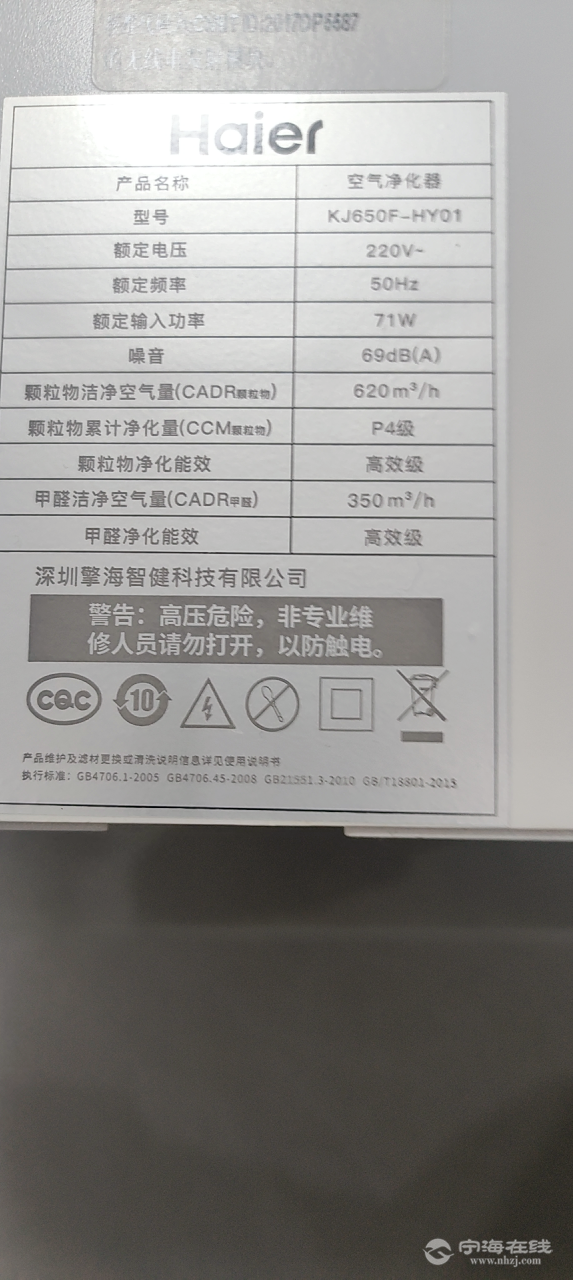 ID:2017DP5587
Haier
产品名称 空气净化器
型号 KJ650F-HY01
额定电压 220V~
额定频率 50Hz
额定输入功率 71W
噪音 69dB(A)
颗粒物洁净空气量(CADR颗粒物) 620m³/h
颗粒物累计净化量(CCM颗粒物) P4级
颗粒物净化能效 高效级
甲醛洁净空气量(CADR甲醛) 350m³/h
甲醛净化能效 高效级
深圳擎海智健科技有限公司
警告：高压危险，非专业维
修人员请勿打开，以防触电。
CQC 10
产品维护及滤材更换或清洗说明信息详见使用说明书
执行标准：GB4706.1-2005 GB4706.45-2008 GB21551.3-2010 GB/T18801-2015
宁海在线
www.nhzj.com